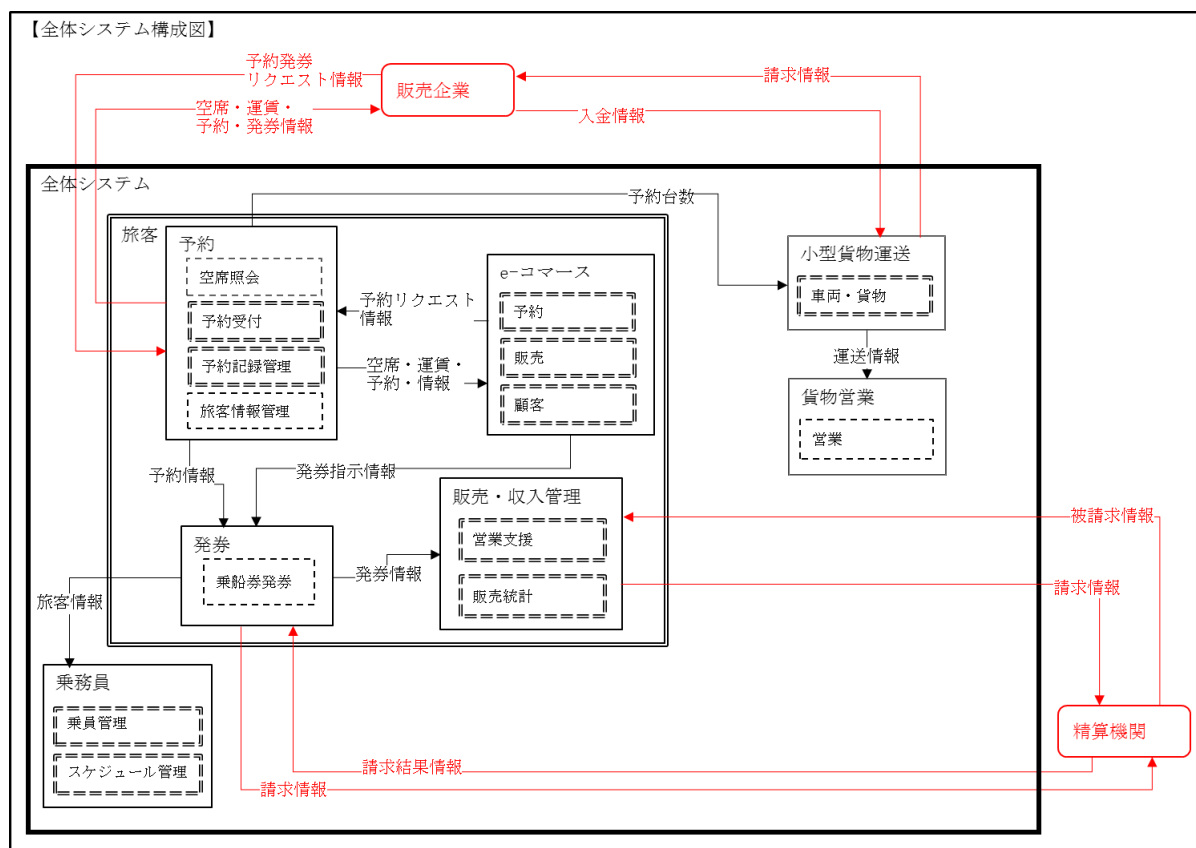 【全体システム構成図】
予約発券
リクエスト情報
販売企業
請求情報
空席・運賃・
予約・発券情報
入金情報
全体システム
予約台数
旅客
予約
空席照会
予約受付
予約記録管理
旅客情報管理
予約リクエスト
情報
空席・運賃・
予約・情報
e-コマース
予約
販売
顧客
小型貨物運送
車両・貨物
運送情報
貨物営業
営業
予約情報
発券指示情報
発券
乗船券発券
発券情報
販売・収入管理
営業支援
販売統計
被請求情報
請求情報
旅客情報
乗務員
乗員管理
スケジュール管理
精算機関
請求結果情報
請求情報